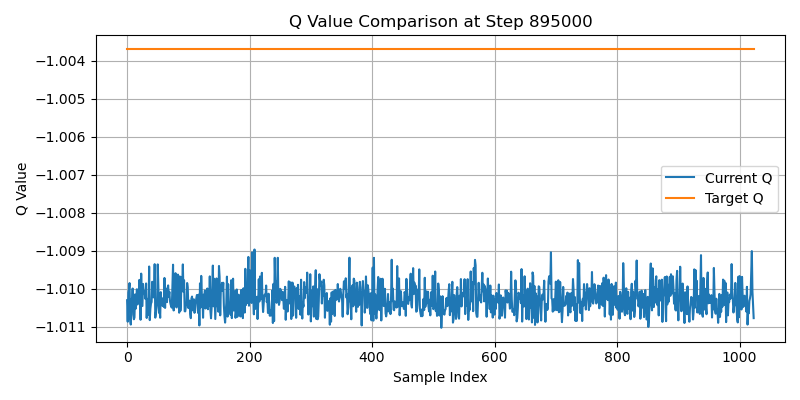 Q Value Comparison at Step 895000
−1.004
−1.005
−1.006
−1.007
−1.008
−1.009
−1.010
−1.011
Q Value
Current Q
Target Q
0
200
400
600
800
1000
Sample Index